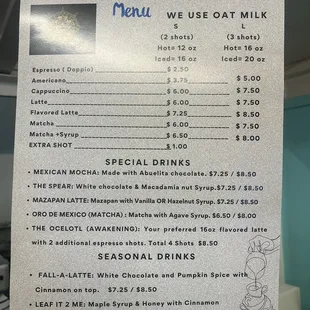 Menu
WE USE OAT MILK
S L
(2 shots) (3 shots)
Hot= 12 oz Hot= 16 oz
Iced= 16 oz Iced= 20 oz
Espresso ( Doppio) $ 2.50
Americano $ 3.75 $ 5.00
Cappuccino $ 6.00 $ 7.50
Latte $ 6.00 $ 7.50
Flavored Latte $ 7.25 $ 8.50
Matcha $ 6.00 $ 7.50
Matcha +Syrup $ 6.50 $ 8.00
EXTRA SHOT $ 1.00
SPECIAL DRINKS
• MEXICAN MOCHA: Made with Abuelita chocolate. $7.25 / $8.50
• THE SPEAR: White chocolate & Macadamia nut Syrup.$7.25 / $8.50
• MAZAPAN LATTE: Mazapan with Vanilla OR Hazelnut Syrup. $7.25 / $8.50
• ORO DE MEXICO (MATCHA) : Matcha with Agave Syrup. $6.50 / $8.00
• THE OCELOTL (AWAKENING): Your preferred 16oz flavored latte
with 2 additional espresso shots. Total 4 Shots $8.50
SEASONAL DRINKS
• FALL-A-LATTE: White Chocolate and Pumpkin Spice with
Cinnamon on top. $7.25 / $8.50
• LEAF IT 2 ME: Maple Syrup & Honey with Cinnamon